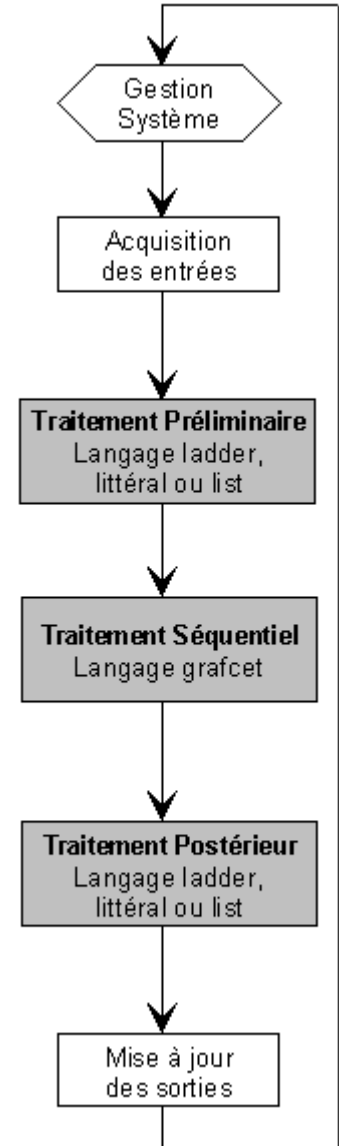 Gestion
Système
Acquisition
des entrées
Traitement Préliminaire
Langage ladder,
littéral ou list
Traitement Séquentiel
Langage grafcet
Traitement Postérieur
Langage ladder,
littéral ou list
Mise à jour
des sorties